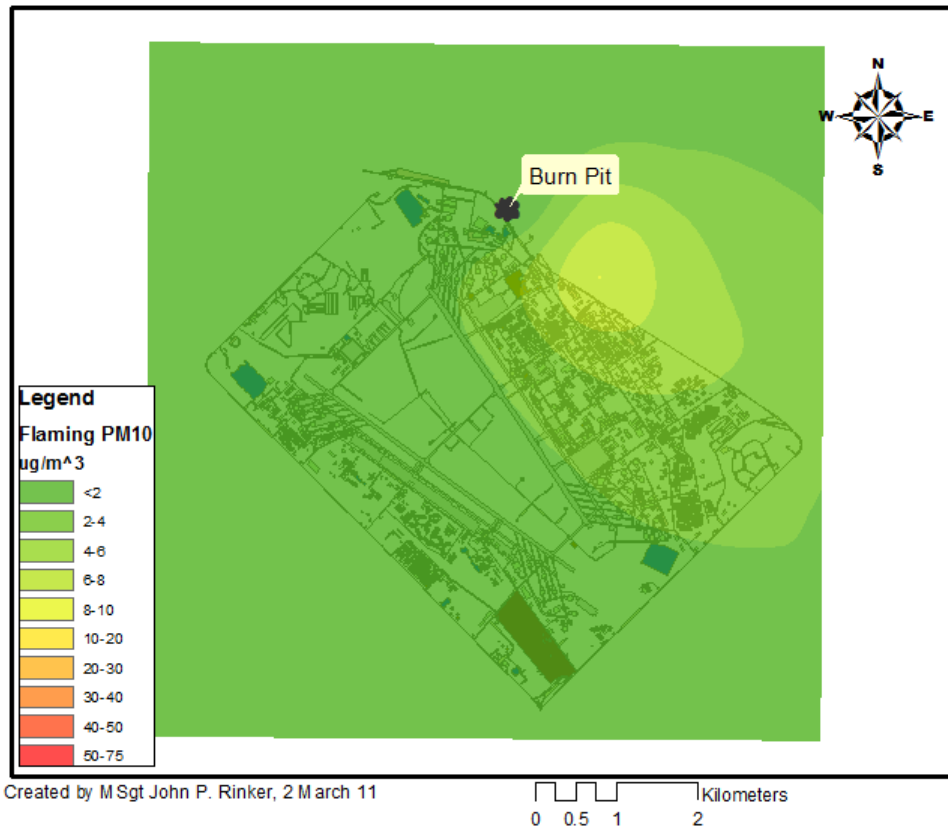 N
W E
S
Burn Pit
Legend
Flaming PM10
ug/m^3
<2
2-4
4-6
6-8
8-10
10-20
20-30
30-40
40-50
50-75
Created by MSgt John P. Rinker, 2 March 11
Kilometers
0 0.5 1 2